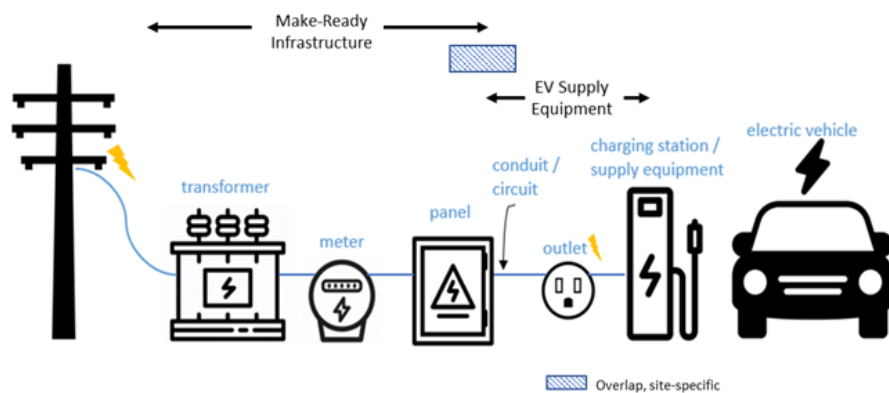 Make-Ready
Infrastructure
EV Supply
Equipment
electric vehicle
charging station /
supply equipment
conduit /
circuit
transformer
panel
meter
outlet
Overlap, site-specific